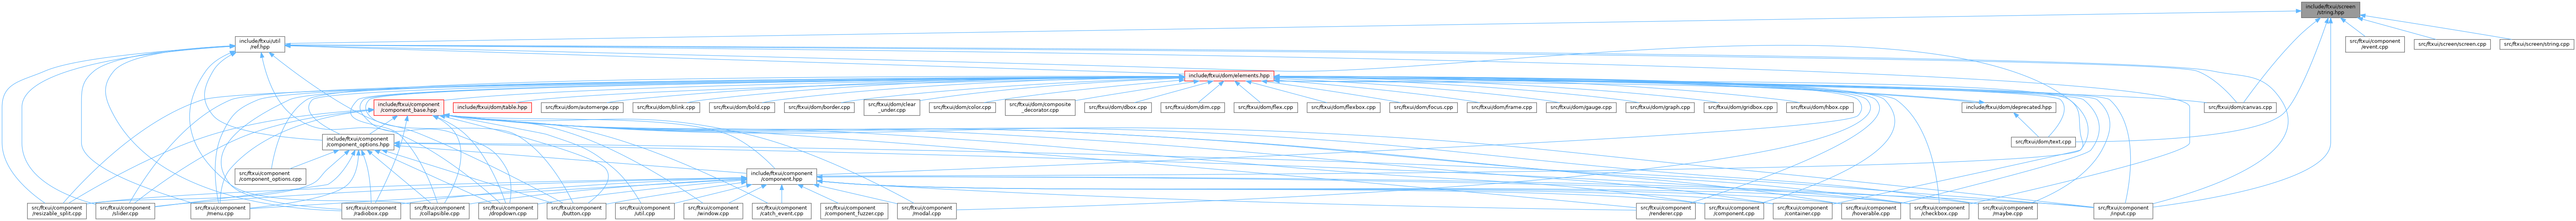 include/ftxui/screen
/string.hpp
include/ftxui/util
/ref.hpp
src/ftxui/component
/event.cpp
src/ftxui/screen/screen.cpp
src/ftxui/screen/string.cpp
include/ftxui/dom/elements.hpp
include/ftxui/component
/component_base.hpp
include/ftxui/dom/table.hpp
src/ftxui/dom/automerge.cpp
src/ftxui/dom/blink.cpp
src/ftxui/dom/bold.cpp
src/ftxui/dom/border.cpp
src/ftxui/dom/clear
_under.cpp
src/ftxui/dom/color.cpp
src/ftxui/dom/composite
_decorator.cpp
src/ftxui/dom/dbox.cpp
src/ftxui/dom/dim.cpp
src/ftxui/dom/flex.cpp
src/ftxui/dom/flexbox.cpp
src/ftxui/dom/focus.cpp
src/ftxui/dom/frame.cpp
src/ftxui/dom/gauge.cpp
src/ftxui/dom/graph.cpp
src/ftxui/dom/gridbox.cpp
src/ftxui/dom/hbox.cpp
include/ftxui/dom/deprecated.hpp
src/ftxui/dom/canvas.cpp
include/ftxui/component
/component_options.hpp
src/ftxui/dom/text.cpp
src/ftxui/component
/component_options.cpp
include/ftxui/component
/component.hpp
src/ftxui/component
/resizable_split.cpp
src/ftxui/component
/slider.cpp
src/ftxui/component
/menu.cpp
src/ftxui/component
/radiobox.cpp
src/ftxui/component
/collapsible.cpp
src/ftxui/component
/dropdown.cpp
src/ftxui/component
/button.cpp
src/ftxui/component
/util.cpp
src/ftxui/component
/window.cpp
src/ftxui/component
/catch_event.cpp
src/ftxui/component
/component_fuzzer.cpp
src/ftxui/component
/modal.cpp
src/ftxui/component
/renderer.cpp
src/ftxui/component
/component.cpp
src/ftxui/component
/container.cpp
src/ftxui/component
/hoverable.cpp
src/ftxui/component
/checkbox.cpp
src/ftxui/component
/maybe.cpp
src/ftxui/component
/input.cpp